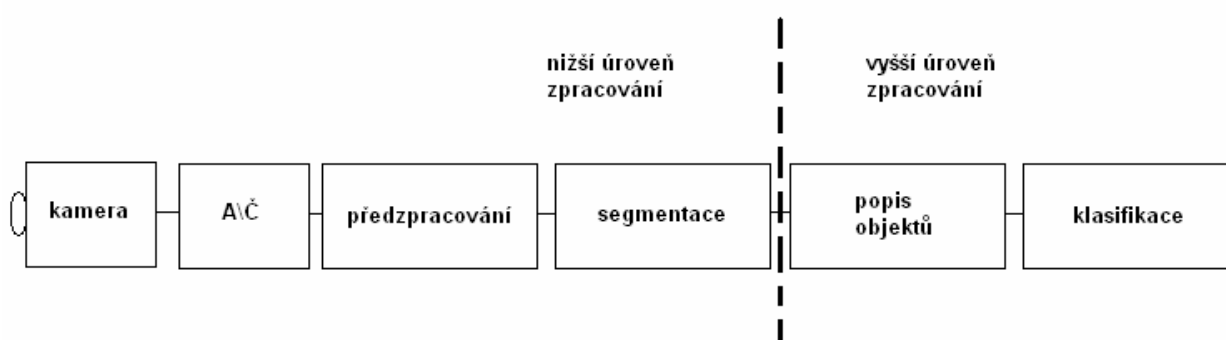 nižší úroveň
zpracování
vyšší úroveň
zpracování
kamera
A\Č
předzpracování
segmentace
popis
objektů
klasifikace